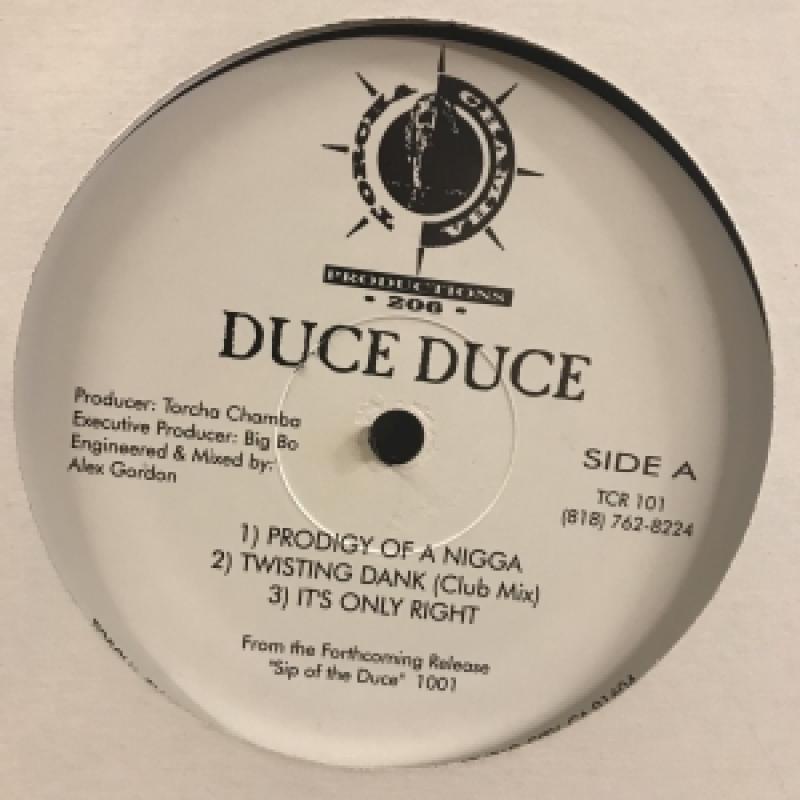 TORCHA
CHAMBA
PRODUCTIONS
• 206 •
DUCE DUCE
Producer: Torcha Chamba
Executive Producer: Big Bo
Engineered & Mixed by:
Alex Gordon
SIDE A
TCR 101
(818) 762-8224
1) PRODIGY OF A NIGGA
2) TWISTING DANK (Club Mix)
3) IT'S ONLY RIGHT
From the Forthcoming Release
"Sip of the Duce" 1001